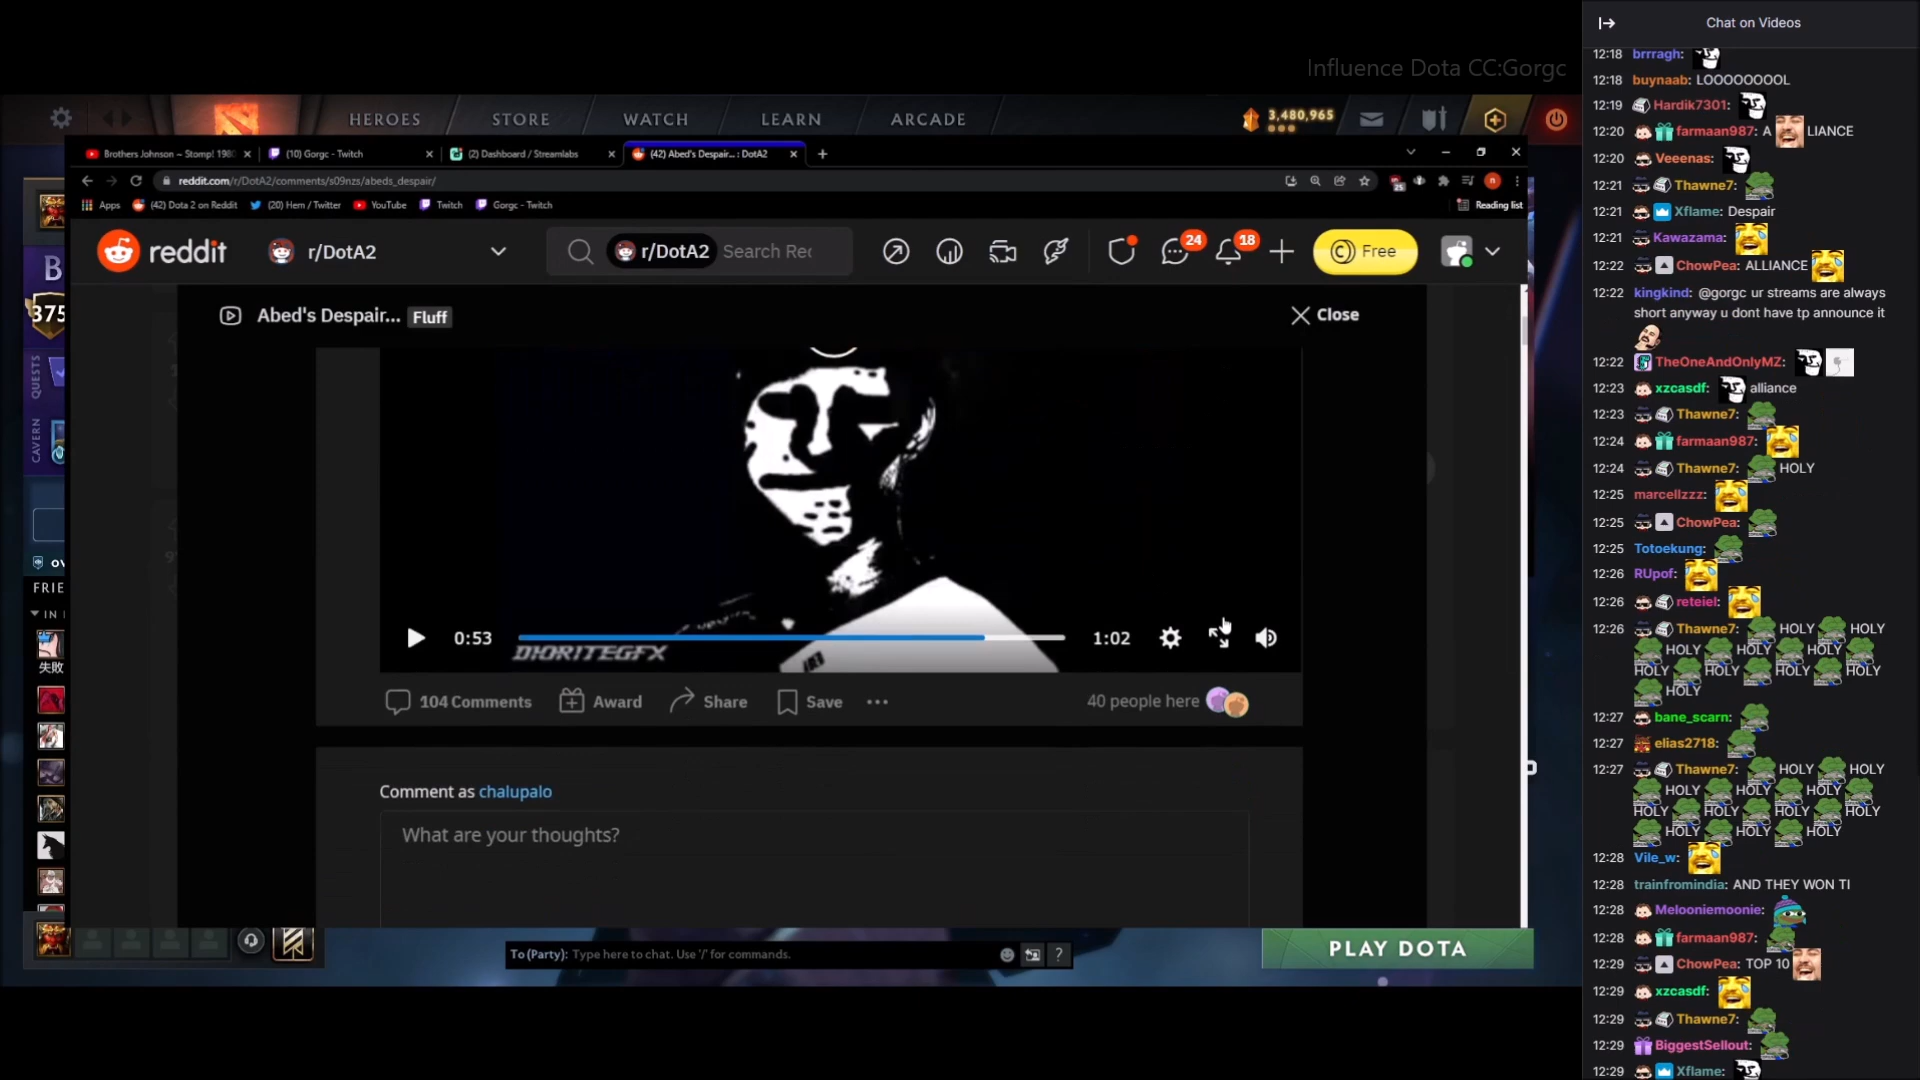 Influence Dota CC:Gorgc
HEROES
STORE
WATCH
LEARN
ARCADE
3,480,965
Brothers Johnson ~ Stomp! 198
(10) Gorgc - Twitch
(2) Dashboard / Streamlabs
(42) Abed's Despair... : DotA2
reddit.com/r/DotA2/comments/s09nzs/abeds_despair/
25
Apps
(42) Dota 2 on Reddit
(20) Hem / Twitter
YouTube
Twitch
Gorgc - Twitch
Reading list
reddit
r/DotA2
r/DotA2
Search Rec
24
18
Free
B
375
QUESTS
CAVERN
Abed's Despair...
Fluff
Close
0:53
1:02
DIORITEGFX
104 Comments
Award
Share
Save
40 people here
Comment as chalupalo
What are your thoughts?
OV
FRIE
IN
失敗
To (Party): Type here to chat. Use '/' for commands.
?
PLAY DOTA
Chat on Videos
12:18 brrragh:
12:18 buynaab: LOOOOOOOOL
12:19 Hardik7301:
12:20 farmaan987: A LIANCE
12:20 Veeenas:
12:21 Thawne7:
12:21 Xflame: Despair
12:21 Kawazama:
12:22 ChowPea: ALLIANCE
12:22 kingkind: @gorgc ur streams are always
short anyway u dont have tp announce it
12:22 TheOneAndOnlyMZ:
12:23 xzcasdf: alliance
12:23 Thawne7:
12:24 farmaan987:
12:24 Thawne7: HOLY
12:25 marcellzzz:
12:25 ChowPea:
12:25 Totoekung:
12:26 RUpof:
12:26 reteiel:
12:26 Thawne7: HOLY HOLY
HOLY HOLY HOLY
HOLY HOLY HOLY HOLY
HOLY
12:27 bane_scarn:
12:27 elias2718:
12:27 Thawne7: HOLY HOLY
HOLY HOLY HOLY
HOLY HOLY HOLY HOLY
HOLY HOLY HOLY
12:28 Vile_w:
12:28 trainfromindia: AND THEY WON TI
12:28 Melooniemoonie:
12:28 farmaan987:
12:29 ChowPea: TOP 10
12:29 xzcasdf:
12:29 Thawne7:
12:29 BiggestSellout:
12:29 Xflame: